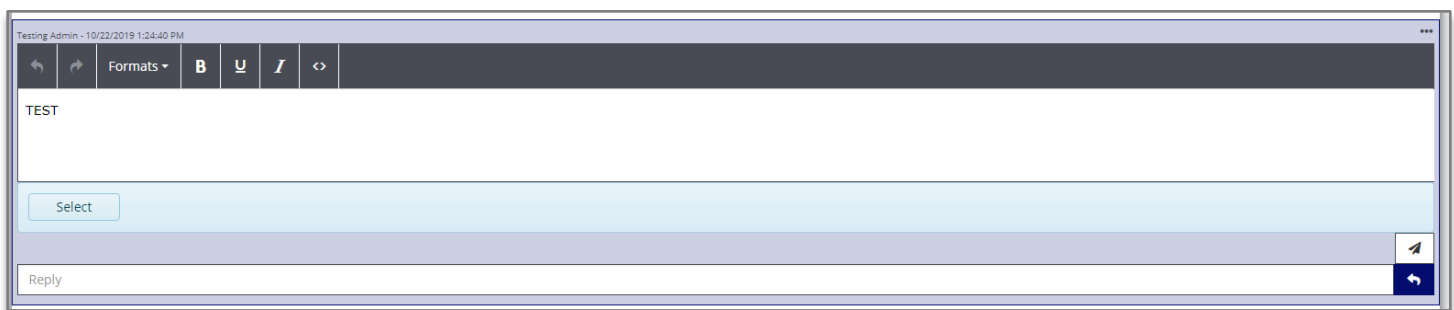 Testing Admin - 10/22/2019 1:24:40 PM
Formats B U I <>
TEST
Select
Reply